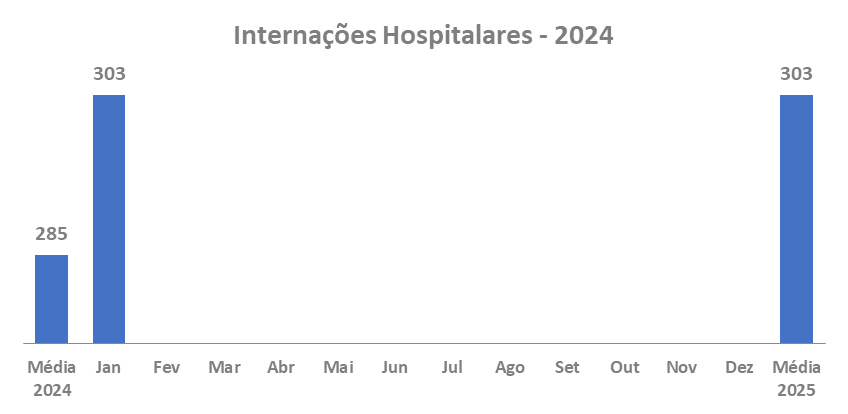 Internações Hospitalares - 2024
303
303
285
Média Jan Fev Mar Abr Mai Jun Jul Ago Set Out Nov Dez Média
2024 2025